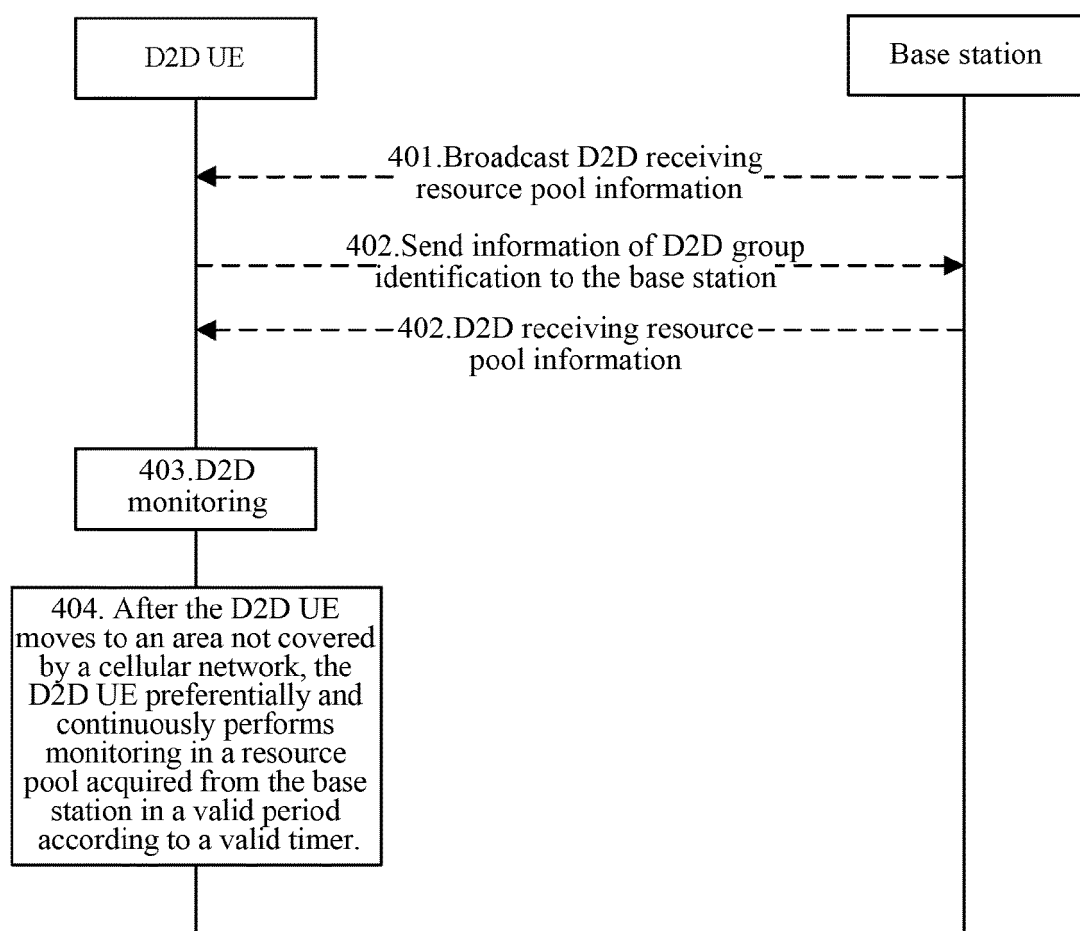 D2D UE
Base station
401.Broadcast D2D receiving
resource pool information
402.Send information of D2D group
identification to the base station
402.D2D receiving resource
pool information
403.D2D
monitoring
404. After the D2D UE
moves to an area not covered
by a cellular network, the
D2D UE preferentially and
continuously performs
monitoring in a resource
pool acquired from the base
station in a valid period
according to a valid timer.